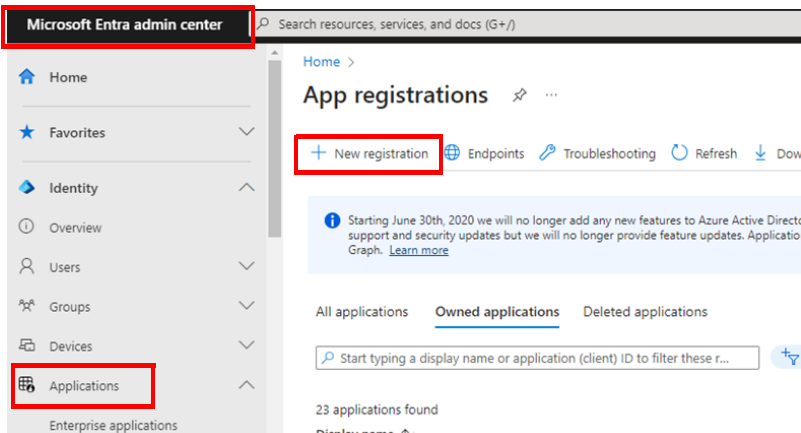 Microsoft Entra admin center
Search resources, services, and docs (G+/)
Home
Favorites
Identity
Overview
Users
Groups
Devices
Applications
Enterprise applications
Home >
App registrations
New registration
Endpoints
Troubleshooting
Refresh
Dow
Starting June 30th, 2020 we will no longer add any new features to Azure Active Directo
support and security updates but we will no longer provide feature updates. Applicatio
Graph. Learn more
All applications
Owned applications
Deleted applications
Start typing a display name or application (client) ID to filter these r...
23 applications found
Display name